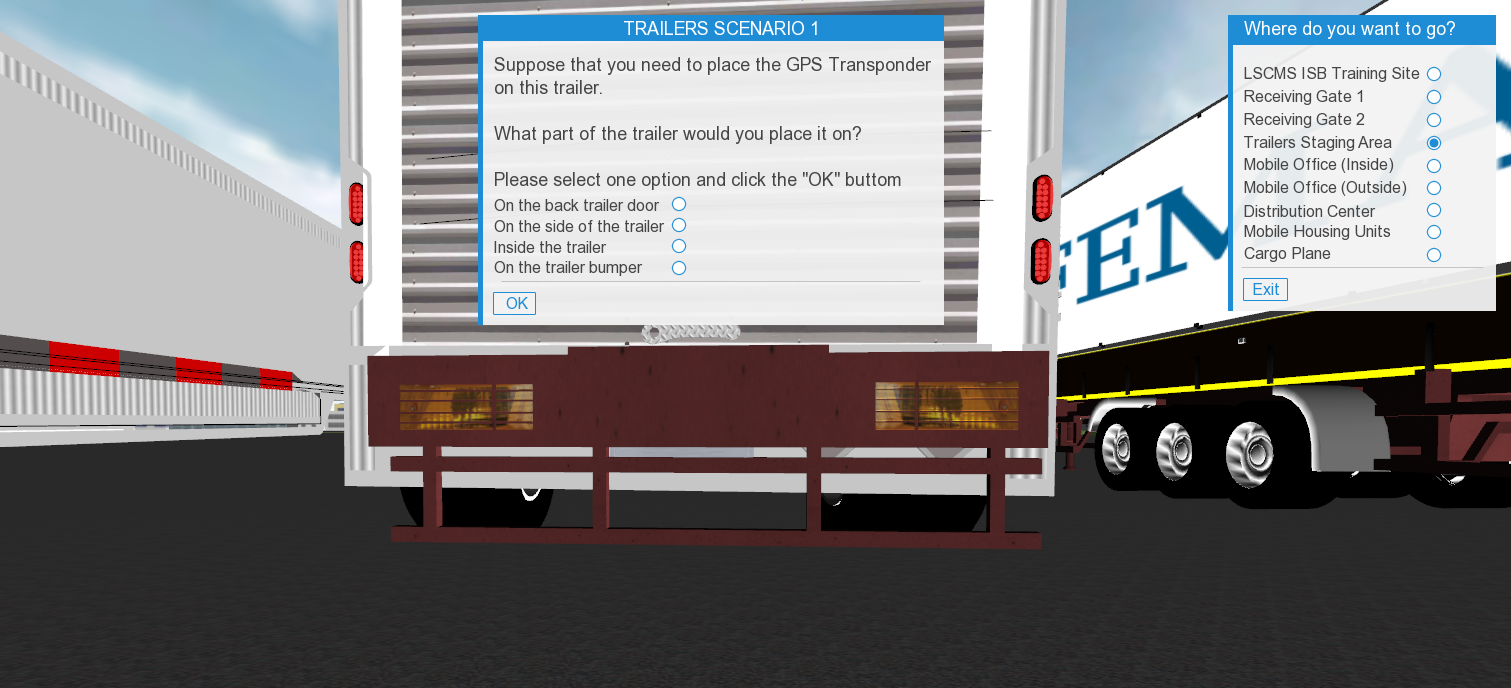 TRAILERS SCENARIO 1
Suppose that you need to place the GPS Transponder
on this trailer.
What part of the trailer would you place it on?
Please select one option and click the "OK" buttom
On the back trailer door
On the side of the trailer
Inside the trailer
On the trailer bumper
OK
Where do you want to go?
LSCMS ISB Training Site
Receiving Gate 1
Receiving Gate 2
Trailers Staging Area
Mobile Office (Inside)
Mobile Office (Outside)
Distribution Center
Mobile Housing Units
Cargo Plane
Exit
FEM